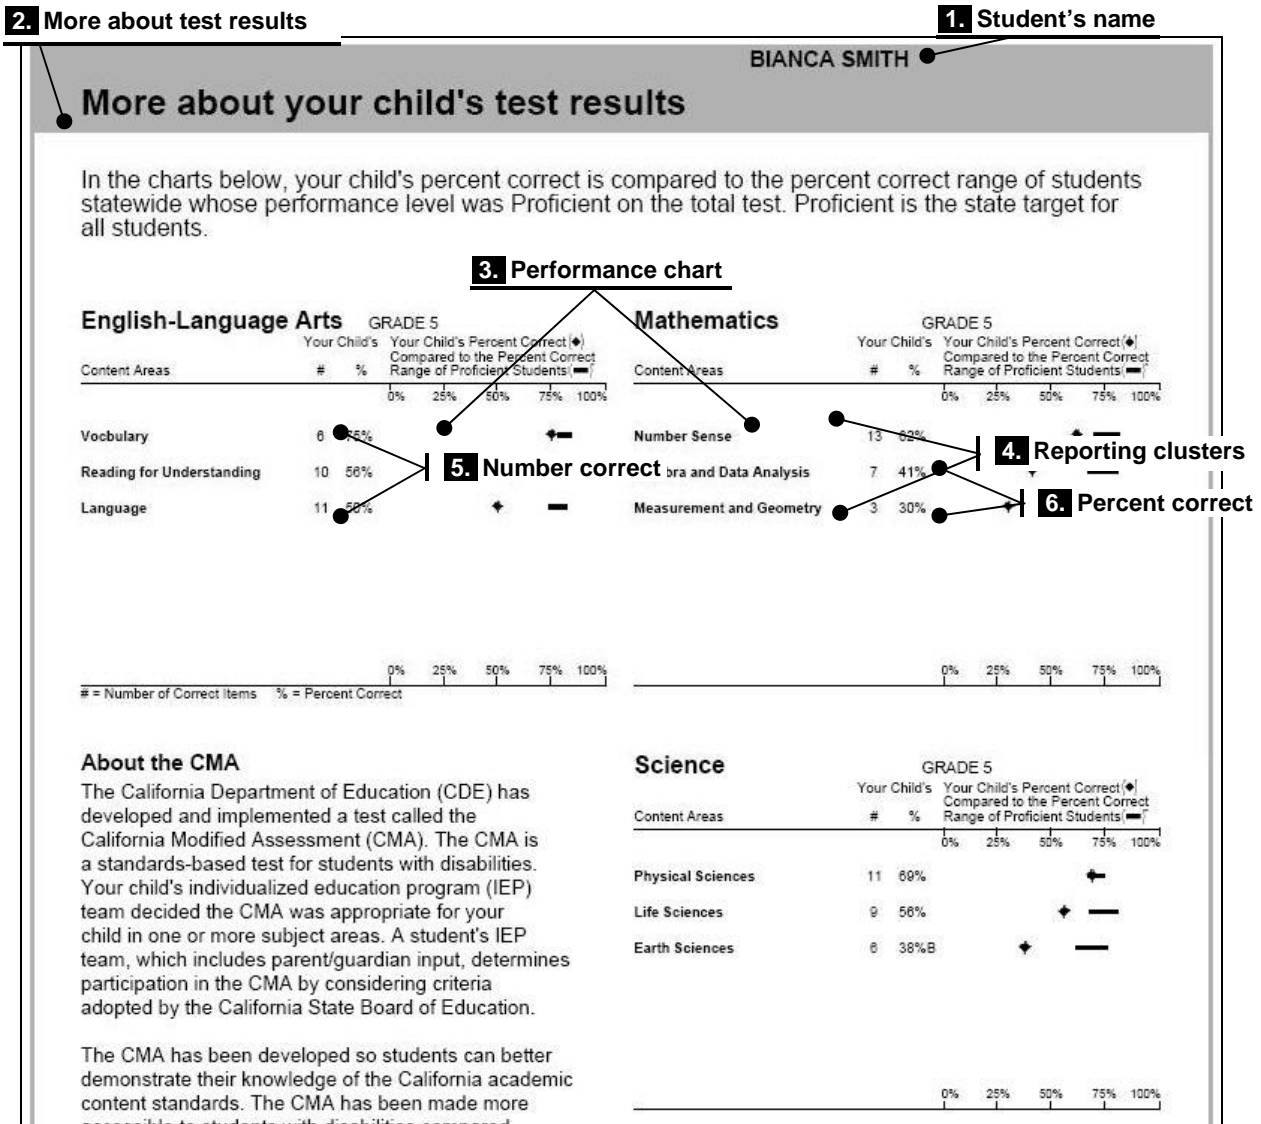 2. More about test results
1. Student's name
BIANCA SMITH
More about your child's test results
In the charts below, your child's percent correct is compared to the percent correct range of students
statewide whose performance level was Proficient on the total test. Proficient is the state target for
all students.
3. Performance chart
English-Language Arts GRADE 5
Your Child's Your Child's Percent Correct(◆)
Compared to the Percent Correct
Content Areas # % Range of Proficient Students(▬)
0% 25% 50% 75% 100%
Vocbulary 6 75%
Reading for Understanding 10 56%
Language 11
5. Number correct
0% 25% 50% 75% 100%
# = Number of Correct Items % = Percent Correct
Mathematics GRADE 5
Your Child's Your Child's Percent Correct(◆)
Compared to the Percent Correct
Content Areas # % Range of Proficient Students(▬)
0% 25% 50% 75% 100%
Number Sense 13 62%
bra and Data Analysis 7 41%
Measurement and Geometry 3 30%
4. Reporting clusters
6. Percent correct
0% 25% 50% 75% 100%
About the CMA
The California Department of Education (CDE) has
developed and implemented a test called the
California Modified Assessment (CMA). The CMA is
a standards-based test for students with disabilities.
Your child's individualized education program (IEP)
team decided the CMA was appropriate for your
child in one or more subject areas. A student's IEP
team, which includes parent/guardian input, determines
participation in the CMA by considering criteria
adopted by the California State Board of Education.
The CMA has been developed so students can better
demonstrate their knowledge of the California academic
content standards. The CMA has been made more
accessible to students with disabilities compared
Science GRADE 5
Your Child's Your Child's Percent Correct(◆)
Compared to the Percent Correct
Content Areas # % Range of Proficient Students(▬)
0% 25% 50% 75% 100%
Physical Sciences 11 69%
Life Sciences 9 56%
Earth Sciences 6 38%B
0% 25% 50% 75% 100%